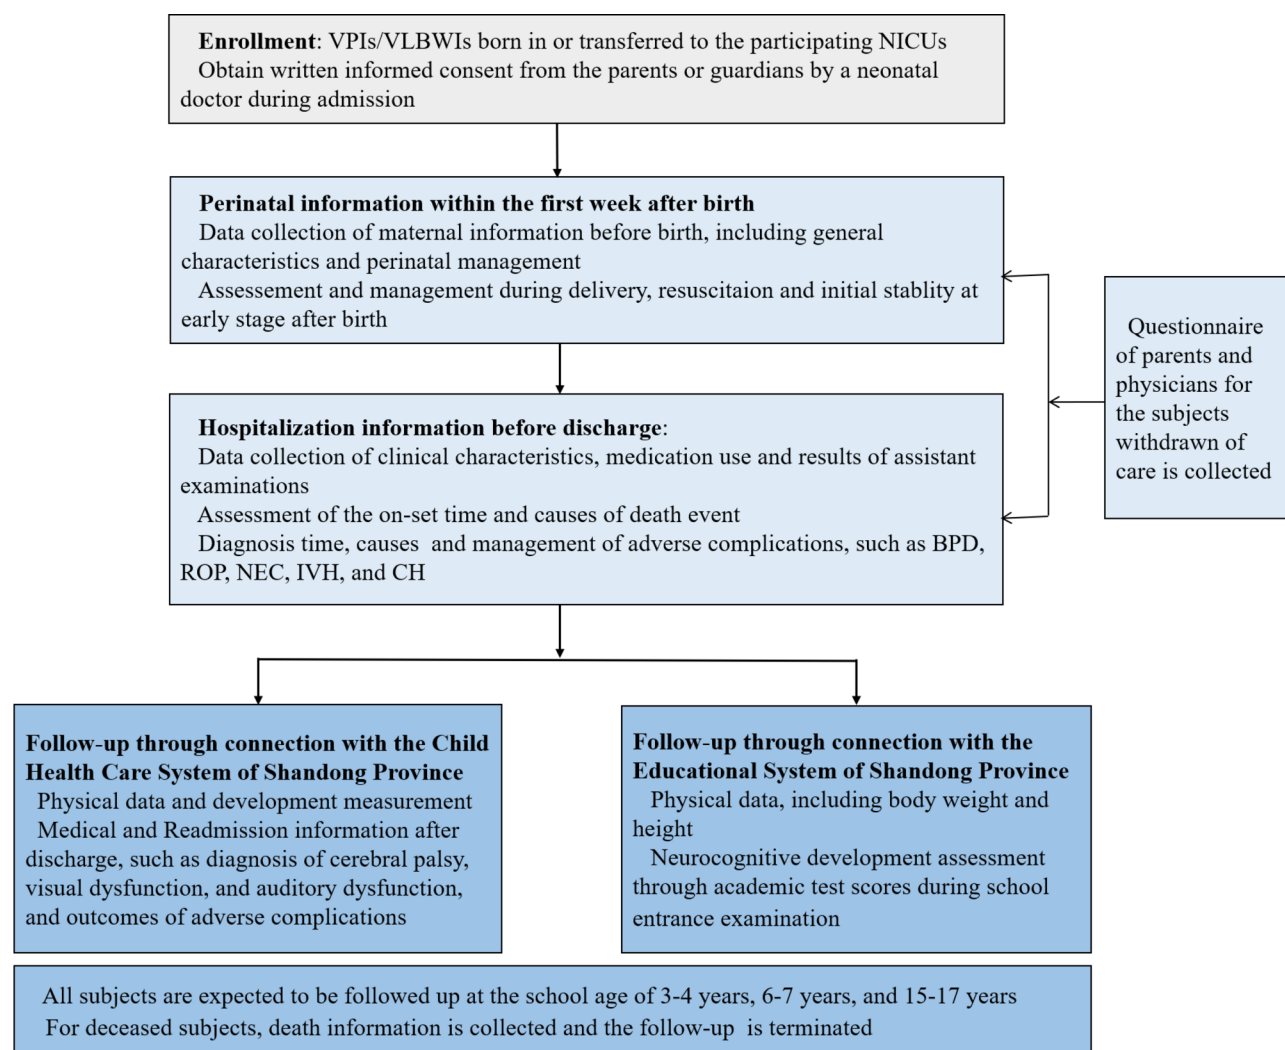 Enrollment: VPIs/VLBWIs born in or transferred to the participating NICUs
Obtain written informed consent from the parents or guardians by a neonatal
doctor during admission
Perinatal information within the first week after birth
Data collection of maternal information before birth, including general
characteristics and perinatal management
Assessement and management during delivery, resuscitaion and initial stablity at
early stage after birth
Questionnaire
of parents and
physicians for
the subjects
withdrawn of
care is collected
Hospitalization information before discharge:
Data collection of clinical characteristics, medication use and results of assistant
examinations
Assessment of the on-set time and causes of death event
Diagnosis time, causes and management of adverse complications, such as BPD,
ROP, NEC, IVH, and CH
Follow-up through connection with the Child
Health Care System of Shandong Province
Physical data and development measurement
Medical and Readmission information after
discharge, such as diagnosis of cerebral palsy,
visual dysfunction, and auditory dysfunction,
and outcomes of adverse complications
Follow-up through connection with the
Educational System of Shandong Province
Physical data, including body weight and
height
Neurocognitive development assessment
through academic test scores during school
entrance examination
All subjects are expected to be followed up at the school age of 3-4 years, 6-7 years, and 15-17 years
For deceased subjects, death information is collected and the follow-up is terminated